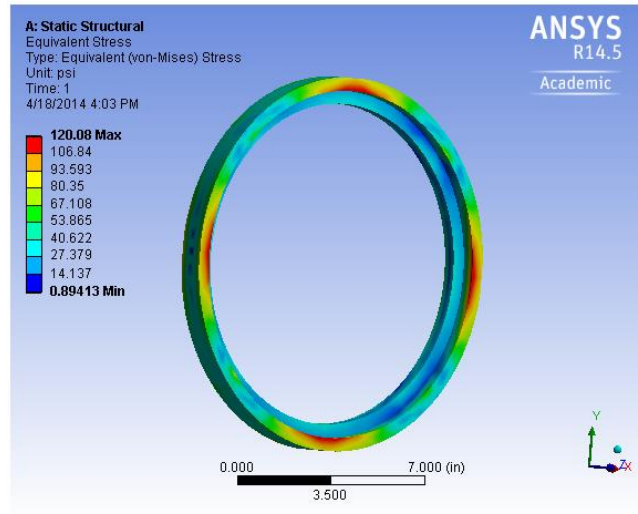 A: Static Structural
Equivalent Stress
Type: Equivalent (von-Mises) Stress
Unit: psi
Time: 1
4/18/2014 4:03 PM
120.08 Max
106.84
93.593
80.35
67.108
53.865
40.622
27.379
14.137
0.89413 Min
ANSYS
R14.5
Academic
0.000 7.000 (in)
3.500
Y
Z X